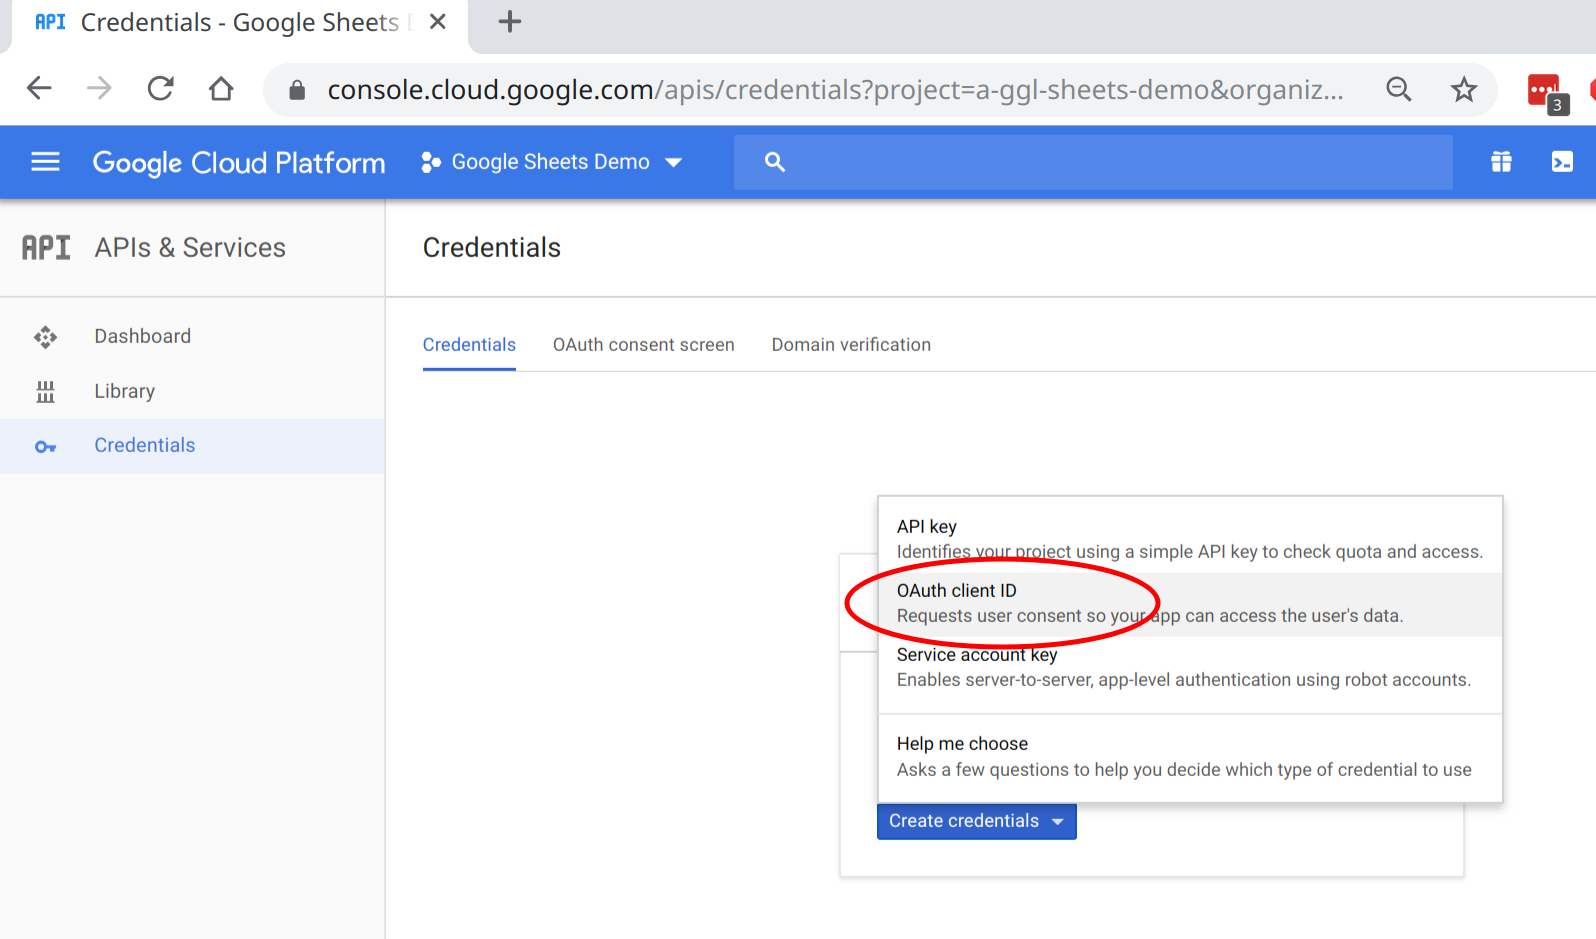 API Credentials - Google Sheets
console.cloud.google.com/apis/credentials?project=a-ggl-sheets-demo&organiz...
3
Google Cloud Platform
Google Sheets Demo
API APIs & Services
Credentials
Dashboard
Library
Credentials
Credentials
OAuth consent screen
Domain verification
API key
Identifies your project using a simple API key to check quota and access.
OAuth client ID
Requests user consent so your app can access the user's data.
Service account key
Enables server-to-server, app-level authentication using robot accounts.
Help me choose
Asks a few questions to help you decide which type of credential to use
Create credentials